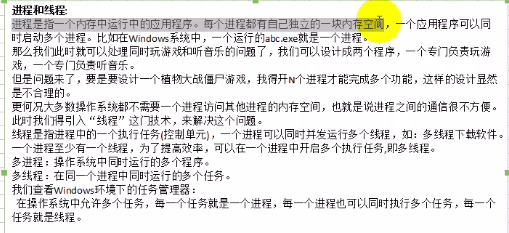 进程和线程:
进程是指一个内存中运行中的应用程序。每个进程都有自己独立的一块内存空间，一个应用程序可以同
时启动多个进程。比如在Windows系统中，一个运行的abc.exe就是一个进程。
那么我们此时就可以处理同时玩游戏和听音乐的问题了，我们可以设计成两个程序，一个专门负责玩游
戏，一个专门负责听音乐。
但是问题来了，要是要设计一个植物大战僵尸游戏，我得开N个进程才能完成多个功能，这样的设计显然
是不合理的。
更何况大多数操作系统都不需要一个进程访问其他进程的内存空间，也就是说进程之间的通信很不方便。
此时我们得引入“线程”这门技术，来解决这个问题。
线程是指进程中的一个执行任务(控制单元)，一个进程可以同时并发运行多个线程，如：多线程下载软件。
一个进程至少有一个线程，为了提高效率，可以在一个进程中开启多个执行任务,即多线程。
多进程：操作系统中同时运行的多个程序。
多线程：在同一个进程中同时运行的多个任务。
我们查看Windows环境下的任务管理器：
在操作系统中允许多个任务，每一个任务就是一个进程，每一个进程也可以同时执行多个任务，每一个
任务就是线程。